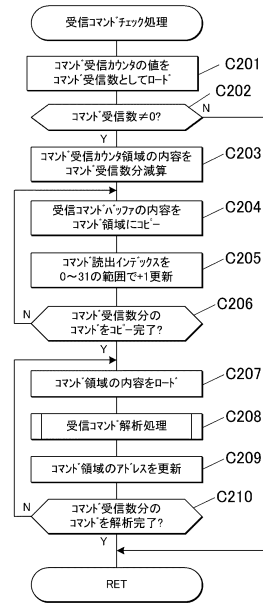 受信コマンドチェック処理
コマンド受信カウンタの値を
コマンド受信数としてロード
C201
C202
コマンド受信数≠0?
N
Y
コマンド受信カウンタ領域の内容を
コマンド受信数分減算
C203
受信コマンドバッファの内容を
コマンド領域にコピー
C204
コマンド読出インデックスを
0~31の範囲で+1更新
C205
C206
コマンド受信数分の
コマンドをコピー完了?
N
Y
コマンド領域の内容をロード
C207
受信コマンド解析処理
C208
コマンド領域のアドレスを更新
C209
C210
コマンド受信数分の
コマンドを解析完了?
N
Y
RET